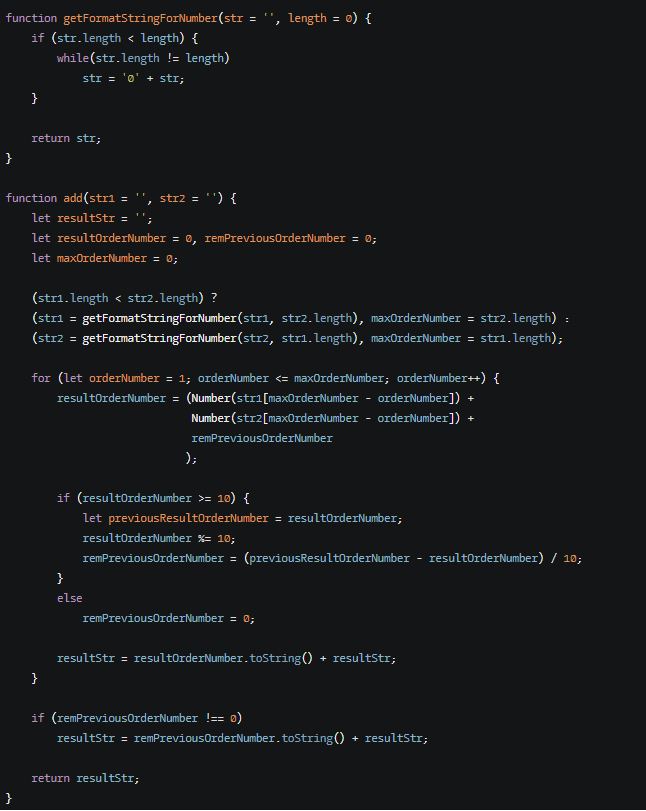 function getFormatStringForNumber(str = '', length = 0) {
    if (str.length < length) {
        while(str.length != length)
            str = '0' + str;
    }

    return str;
}

function add(str1 = '', str2 = '') {
    let resultStr = '';
    let resultOrderNumber = 0, remPreviousOrderNumber = 0;
    let maxOrderNumber = 0;

    (str1.length < str2.length) ?
    (str1 = getFormatStringForNumber(str1, str2.length), maxOrderNumber = str2.length) :
    (str2 = getFormatStringForNumber(str2, str1.length), maxOrderNumber = str1.length);

    for (let orderNumber = 1; orderNumber <= maxOrderNumber; orderNumber++) {
        resultOrderNumber = (Number(str1[maxOrderNumber - orderNumber]) +
                             Number(str2[maxOrderNumber - orderNumber]) +
                             remPreviousOrderNumber
                            );

        if (resultOrderNumber >= 10) {
            let previousResultOrderNumber = resultOrderNumber;
            resultOrderNumber %= 10;
            remPreviousOrderNumber = (previousResultOrderNumber - resultOrderNumber) / 10;
        }
        else
            remPreviousOrderNumber = 0;

        resultStr = resultOrderNumber.toString() + resultStr;
    }

    if (remPreviousOrderNumber !== 0)
        resultStr = remPreviousOrderNumber.toString() + resultStr;

    return resultStr;
}